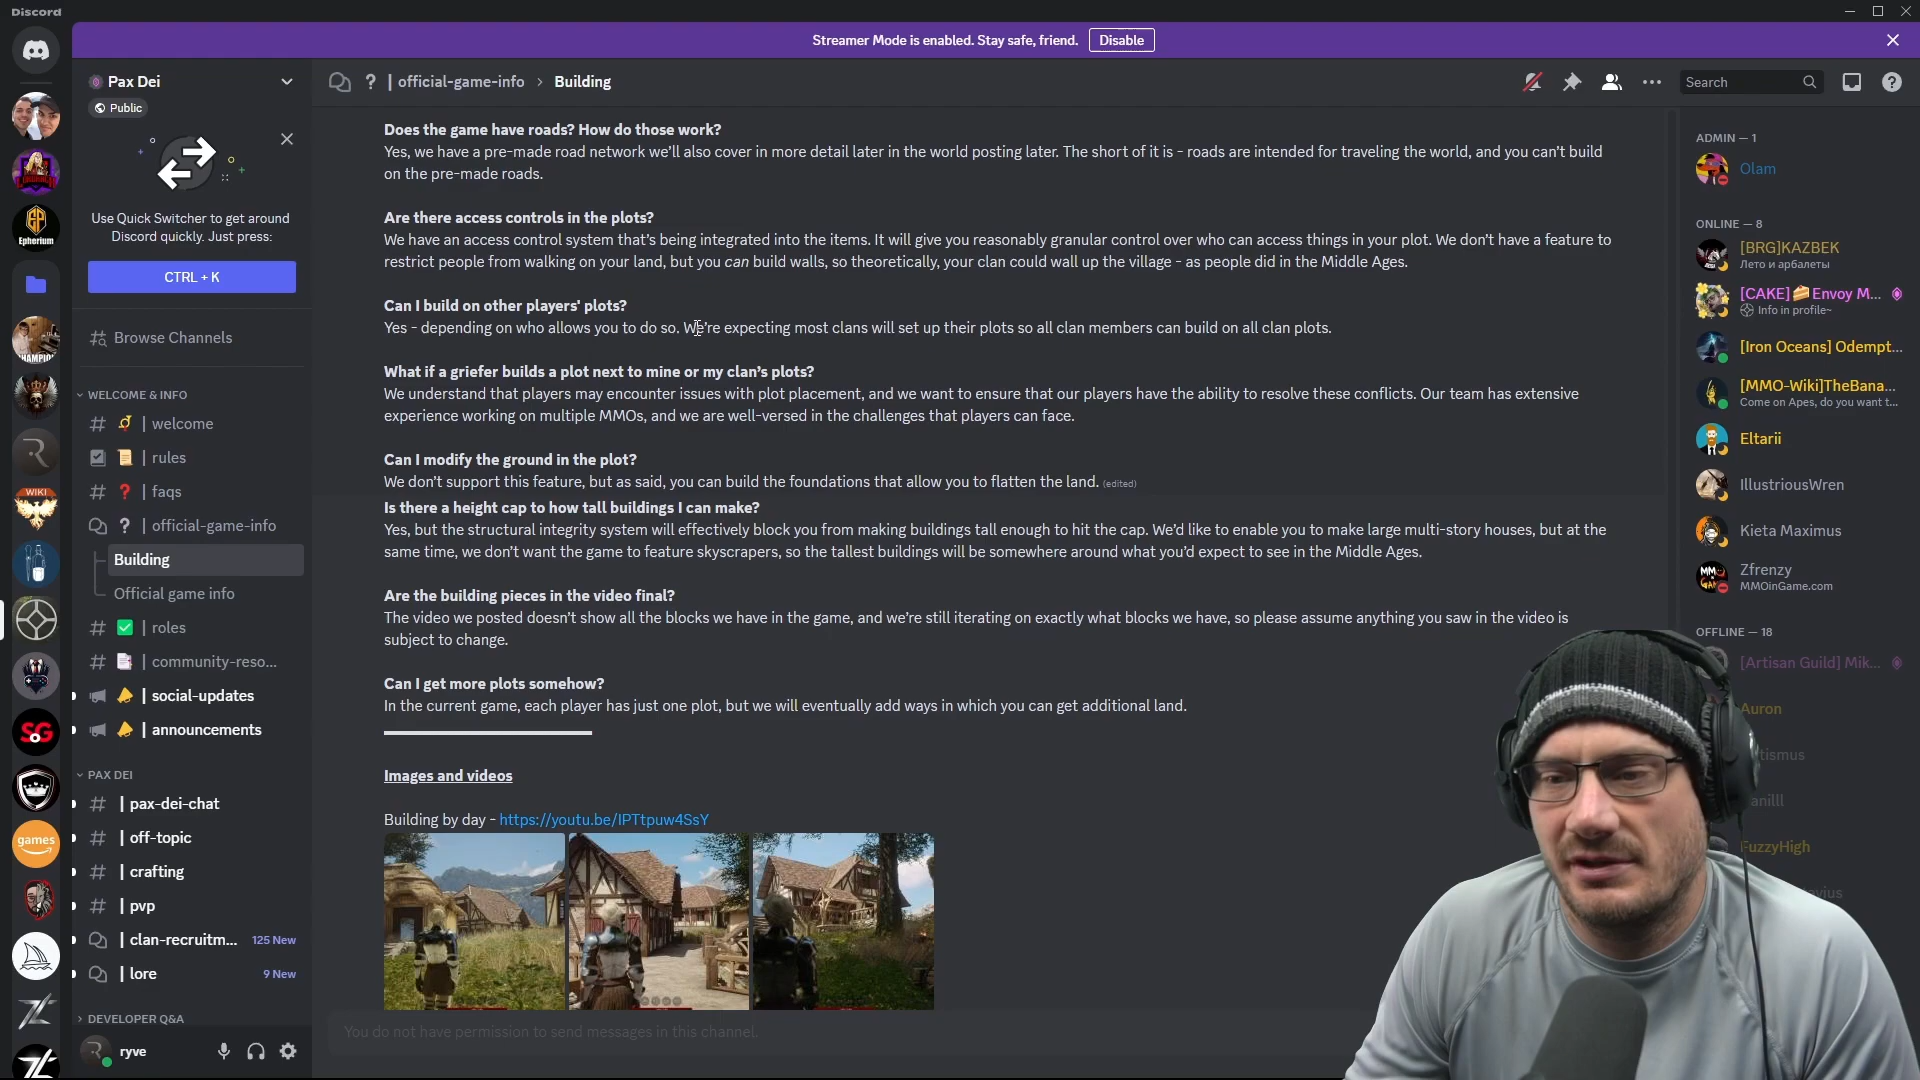 Discord
Streamer Mode is enabled. Stay safe, friend.
Disable
Pax Dei
Public
Use Quick Switcher to get around
Discord quickly. Just press:
CTRL + K
Browse Channels
WELCOME & INFO
| welcome
| rules
| faqs
| official-game-info
Building
Official game info
| roles
| community-reso...
| social-updates
| announcements
PAX DEI
| pax-dei-chat
| off-topic
| crafting
| pvp
| clan-recruitm... 125 New
| lore 9 New
DEVELOPER Q&A
ryve
Epherium
CHAMPION
WIKI
SoG
games
| official-game-info > Building
Search
Does the game have roads? How do those work?
Yes, we have a pre-made road network we’ll also cover in more detail later in the world posting later. The short of it is - roads are intended for traveling the world, and you can’t build
on the pre-made roads.
Are there access controls in the plots?
We have an access control system that’s being integrated into the items. It will give you reasonably granular control over who can access things in your plot. We don’t have a feature to
restrict people from walking on your land, but you can build walls, so theoretically, your clan could wall up the village - as people did in the Middle Ages.
Can I build on other players' plots?
Yes - depending on who allows you to do so. We’re expecting most clans will set up their plots so all clan members can build on all clan plots.
What if a griefer builds a plot next to mine or my clan’s plots?
We understand that players may encounter issues with plot placement, and we want to ensure that our players have the ability to resolve these conflicts. Our team has extensive
experience working on multiple MMOs, and we are well-versed in the challenges that players can face.
Can I modify the ground in the plot?
We don’t support this feature, but as said, you can build the foundations that allow you to flatten the land. (edited)
Is there a height cap to how tall buildings I can make?
Yes, but the structural integrity system will effectively block you from making buildings tall enough to hit the cap. We’d like to enable you to make large multi-story houses, but at the
same time, we don’t want the game to feature skyscrapers, so the tallest buildings will be somewhere around what you’d expect to see in the Middle Ages.
Are the building pieces in the video final?
The video we posted doesn’t show all the blocks we have in the game, and we’re still iterating on exactly what blocks we have, so please assume anything you saw in the video is
subject to change.
Can I get more plots somehow?
In the current game, each player has just one plot, but we will eventually add ways in which you can get additional land.
Images and videos
Building by day - https://youtu.be/IPTtpuw4SsY
You do not have permission to send messages in this channel.
ADMIN — 1
Olam
ONLINE — 8
[BRG]KAZBEK
Лето и арбалеты
[CAKE]🍰Envoy M...
Info in profile~
[Iron Oceans] Odempt...
[MMO-Wiki]TheBana...
Come on Apes, do you want t...
Eltarii
IllustriousWren
Kieta Maximus
Zfrenzy
MMOinGame.com
OFFLINE — 18
[Artisan Guild] Mik...
Auron
FuzzyHigh